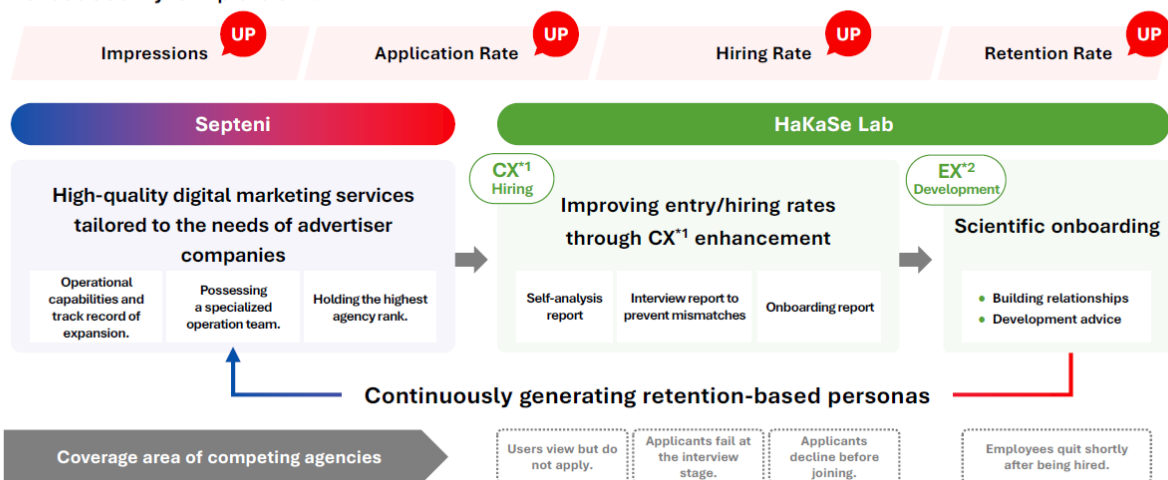 Impressions
UP
Application Rate
UP
Hiring Rate
UP
Retention Rate
UP
Septeni
HaKaSe Lab
High-quality digital marketing services
tailored to the needs of advertiser
companies
Operational
capabilities and
track record of
expansion.
Possessing
a specialized
operation team.
Holding the highest
agency rank.
CX*1
Hiring
Improving entry/hiring rates
through CX*1 enhancement
Self-analysis
report
Interview report to
prevent mismatches
Onboarding report
EX*2
Development
Scientific onboarding
• Building relationships
• Development advice
Continuously generating retention-based personas
Coverage area of competing agencies
Users view but do
not apply.
Applicants fail at
the interview
stage.
Applicants
decline before
joining.
Employees quit shortly
after being hired.